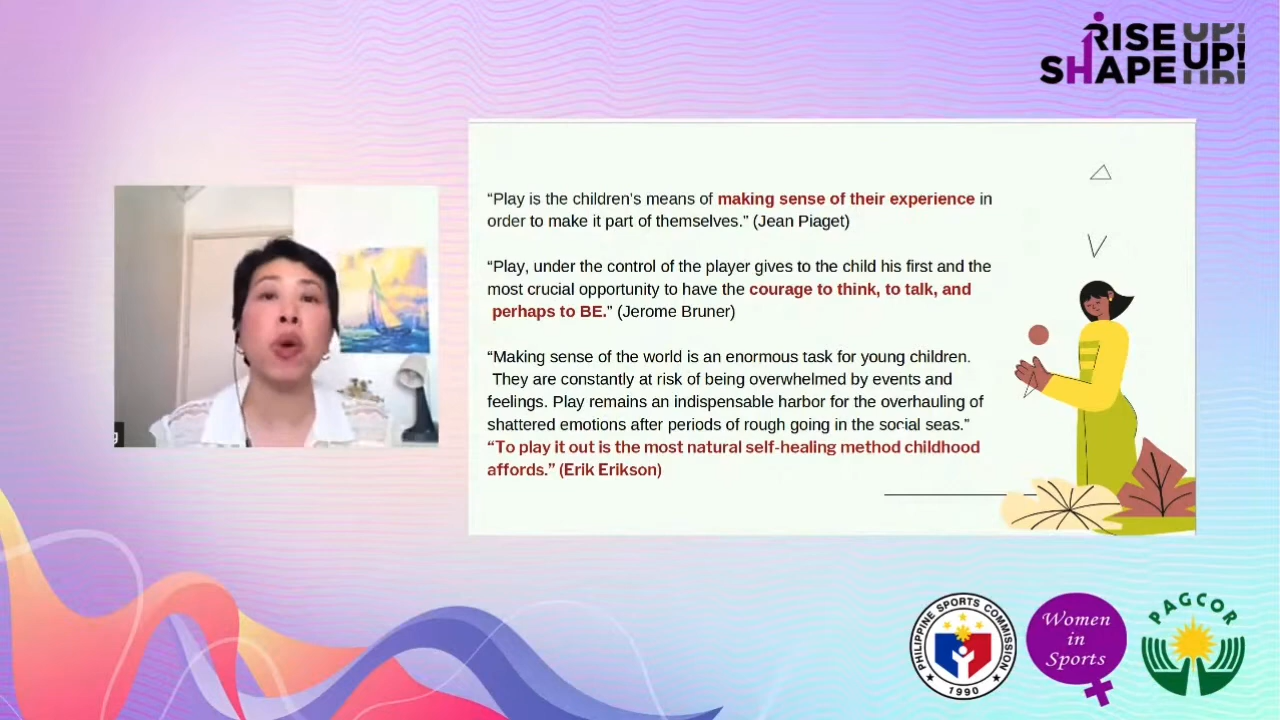 RISE UP!
SHAPE UP!
UP!
“Play is the children's means of making sense of their experience in
order to make it part of themselves.” (Jean Piaget)
“Play, under the control of the player gives to the child his first and the
most crucial opportunity to have the courage to think, to talk, and
perhaps to BE.” (Jerome Bruner)
“Making sense of the world is an enormous task for young children.
They are constantly at risk of being overwhelmed by events and
feelings. Play remains an indispensable harbor for the overhauling of
shattered emotions after periods of rough going in the social seas.”
“To play it out is the most natural self-healing method childhood
affords.” (Erik Erikson)
g
PHILIPPINE SPORTS COMMISSION
1990
Women
in
Sports
PAGCOR